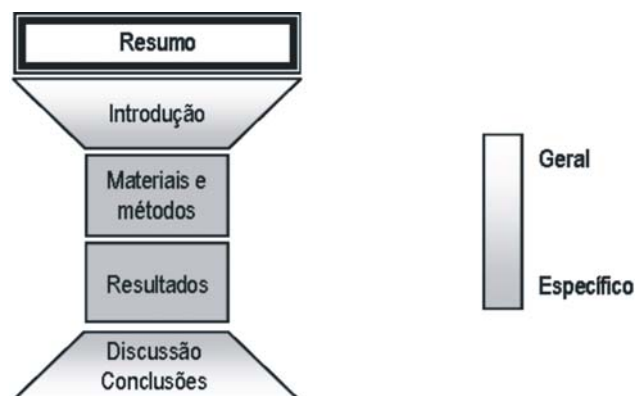 Resumo
Introdução
Materiais e
métodos
Resultados
Discussão
Conclusões
Geral
Específico